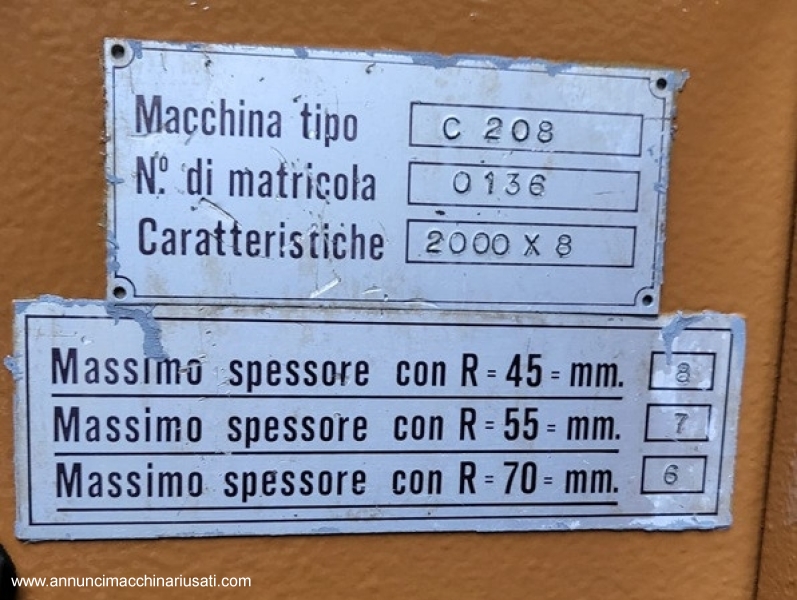 Macchina tipo C 208
N.º di matricola 0136
Caratteristiche 2000 X 8
Massimo spessore con R = 45 = mm. 8
Massimo spessore con R = 55 = mm. 7
Massimo spessore con R = 70 = mm. 6
www.annuncimacchinariusati.com